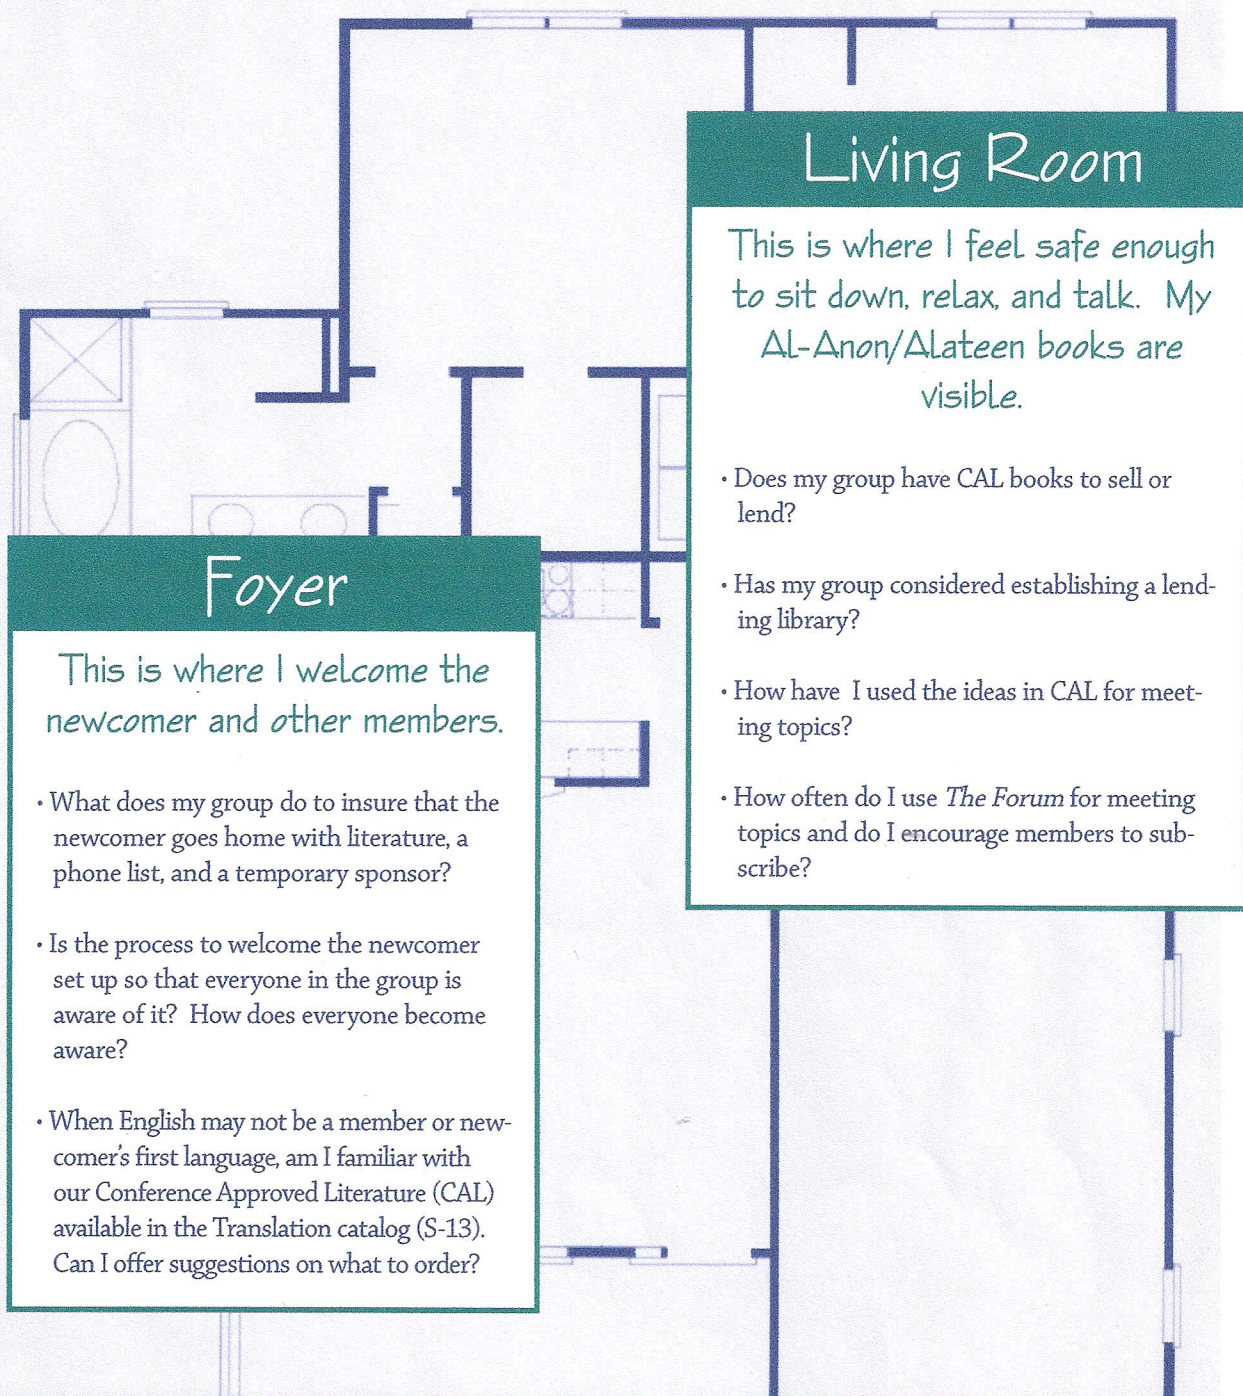 Living Room
This is where I feel safe enough
to sit down, relax, and talk.  My
Al-Anon/Alateen books are
visible.
• Does my group have CAL books to sell or
lend?
• Has my group considered establishing a lend-
ing library?
• How have  I used the ideas in CAL for meet-
ing topics?
• How often do I use The Forum for meeting
topics and do I encourage members to sub-
scribe?
Foyer
This is where I welcome the
newcomer and other members.
• What does my group do to insure that the
newcomer goes home with literature, a
phone list, and a temporary sponsor?
• Is the process to welcome the newcomer
set up so that everyone in the group is
aware of it?  How does everyone become
aware?
• When English may not be a member or new-
comer's first language, am I familiar with
our Conference Approved Literature (CAL)
available in the Translation catalog (S-13).
Can I offer suggestions on what to order?